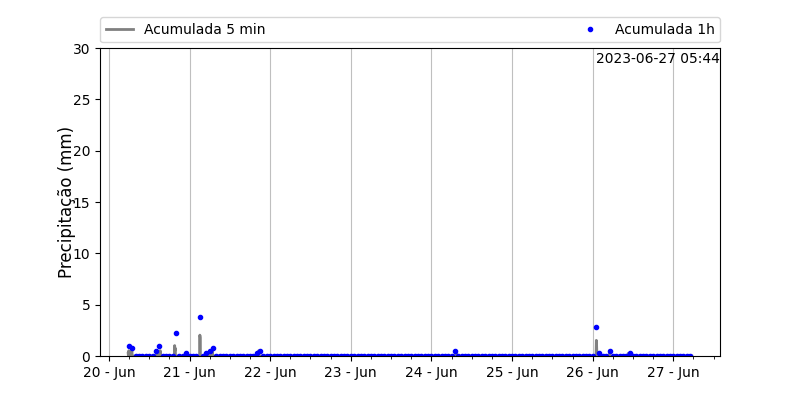 Acumulada 5 min
Acumulada 1h
2023-06-27 05:44
Precipitação (mm)
30
25
20
15
10
5
0
20 - Jun
21 - Jun
22 - Jun
23 - Jun
24 - Jun
25 - Jun
26 - Jun
27 - Jun